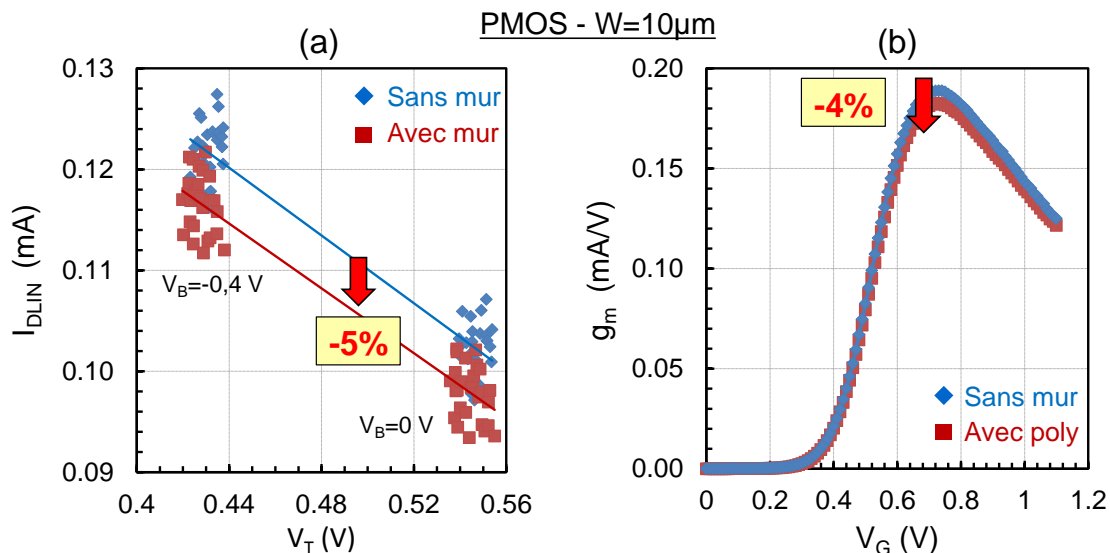 PMOS - W=10µm
(a)
0.13
0.12
0.11
0.10
0.09
0.4
0.44
0.48
0.52
0.56
I_DLIN (mA)
V_T (V)
Sans mur
Avec mur
V_B=-0,4 V
-5%
V_B=0 V
(b)
0.20
0.15
0.10
0.05
0.00
0
0.2
0.4
0.6
0.8
1
1.2
g_m (mA/V)
V_G (V)
-4%
Sans mur
Avec poly